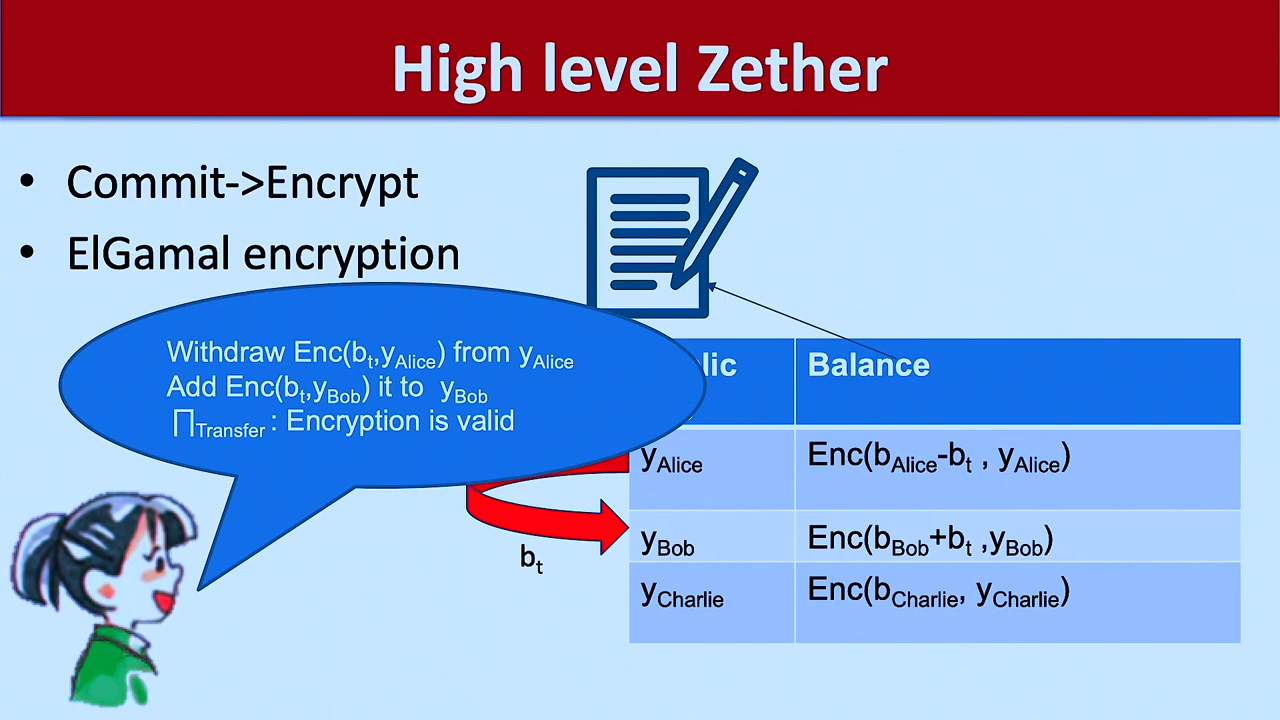 High level Zether
• Commit->Encrypt
• ElGamal encryption
Withdraw Enc(bt,yAlice) from yAlice
Add Enc(bt,yBob) it to yBob
∏Transfer : Encryption is valid
lic Balance
yAlice Enc(bAlice-bt , yAlice)
yBob Enc(bBob+bt ,yBob)
yCharlie Enc(bCharlie, yCharlie)
bt